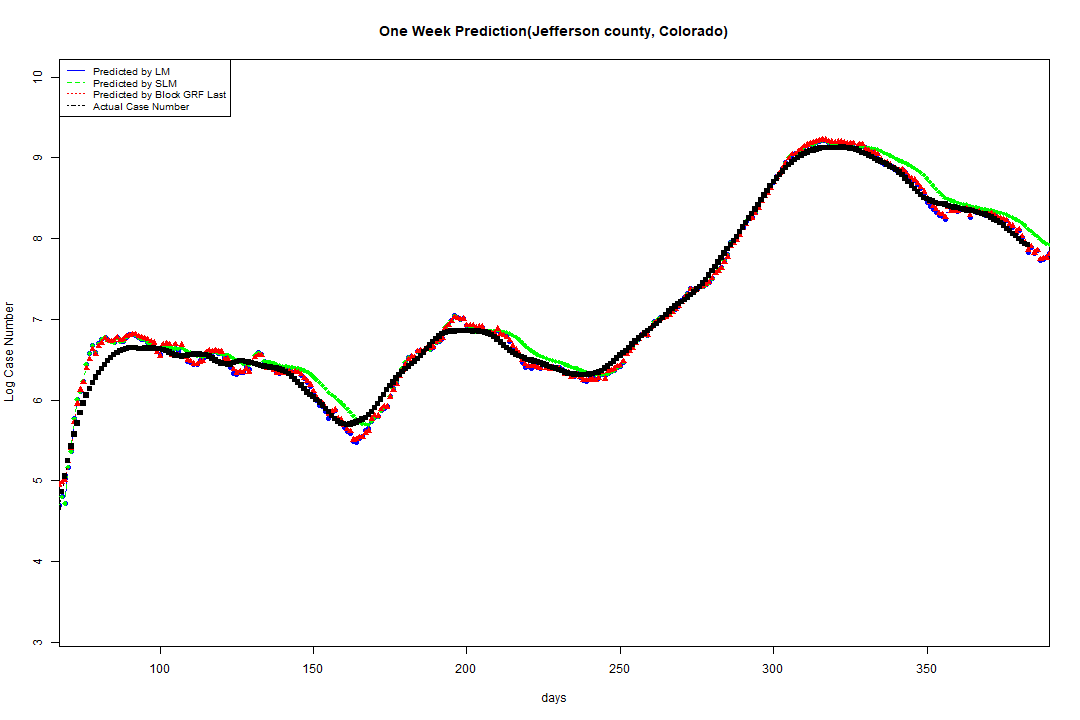 One Week Prediction(Jefferson county, Colorado)
Predicted by LM
Predicted by SLM
Predicted by Block GRF Last
Actual Case Number
10
9
8
7
6
5
4
3
Log Case Number
100 150 200 250 300 350
days